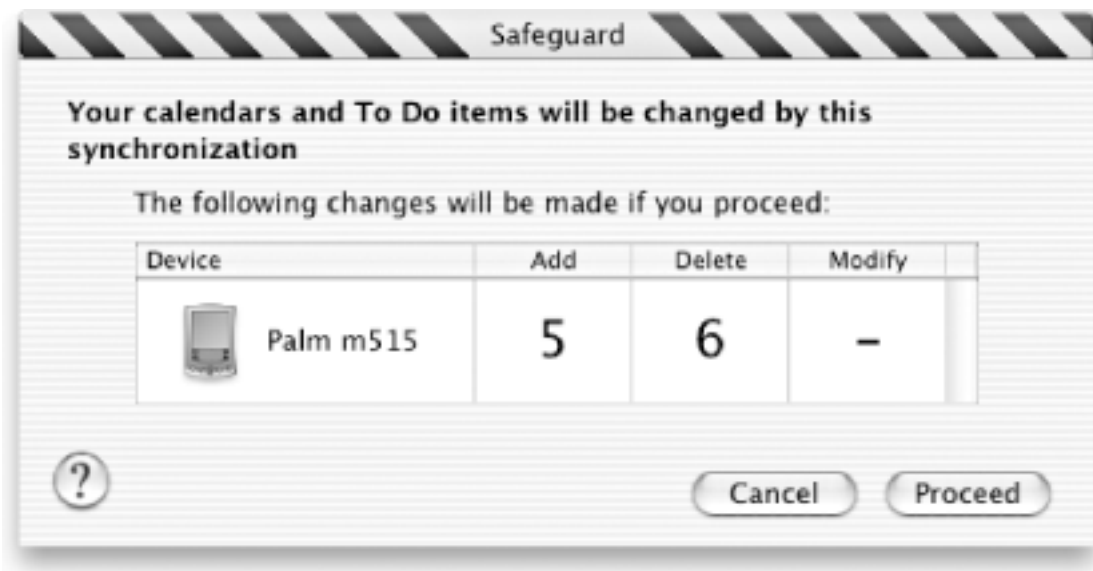 Safeguard
Your calendars and To Do items will be changed by this
synchronization
The following changes will be made if you proceed:
Device Add Delete Modify
Palm m515 5 6 –
?
Cancel Proceed